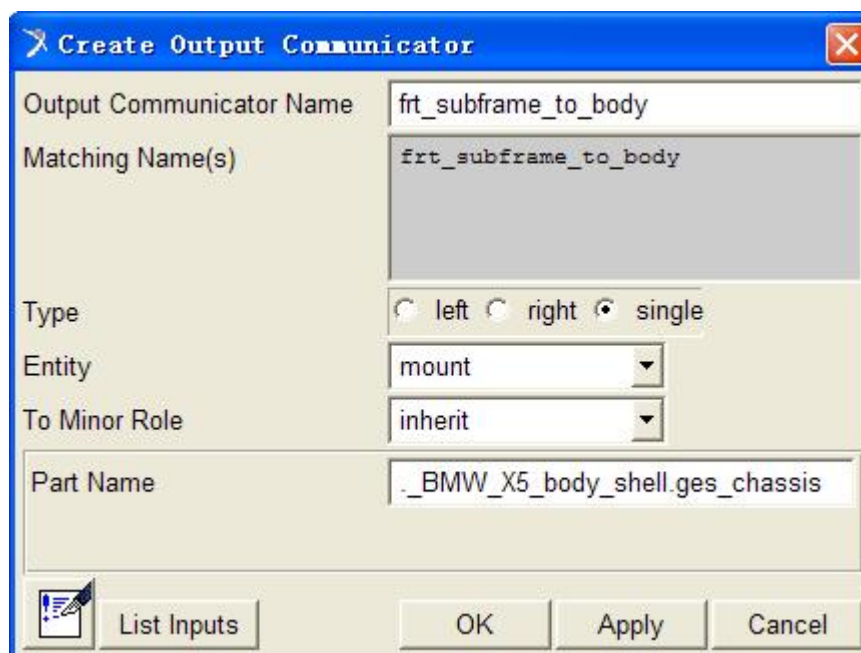 Create Output Communicator
Output Communicator Name frt_subframe_to_body
Matching Name(s) frt_subframe_to_body
Type left right single
Entity mount
To Minor Role inherit
Part Name ._BMW_X5_body_shell.ges_chassis
List Inputs OK Apply Cancel